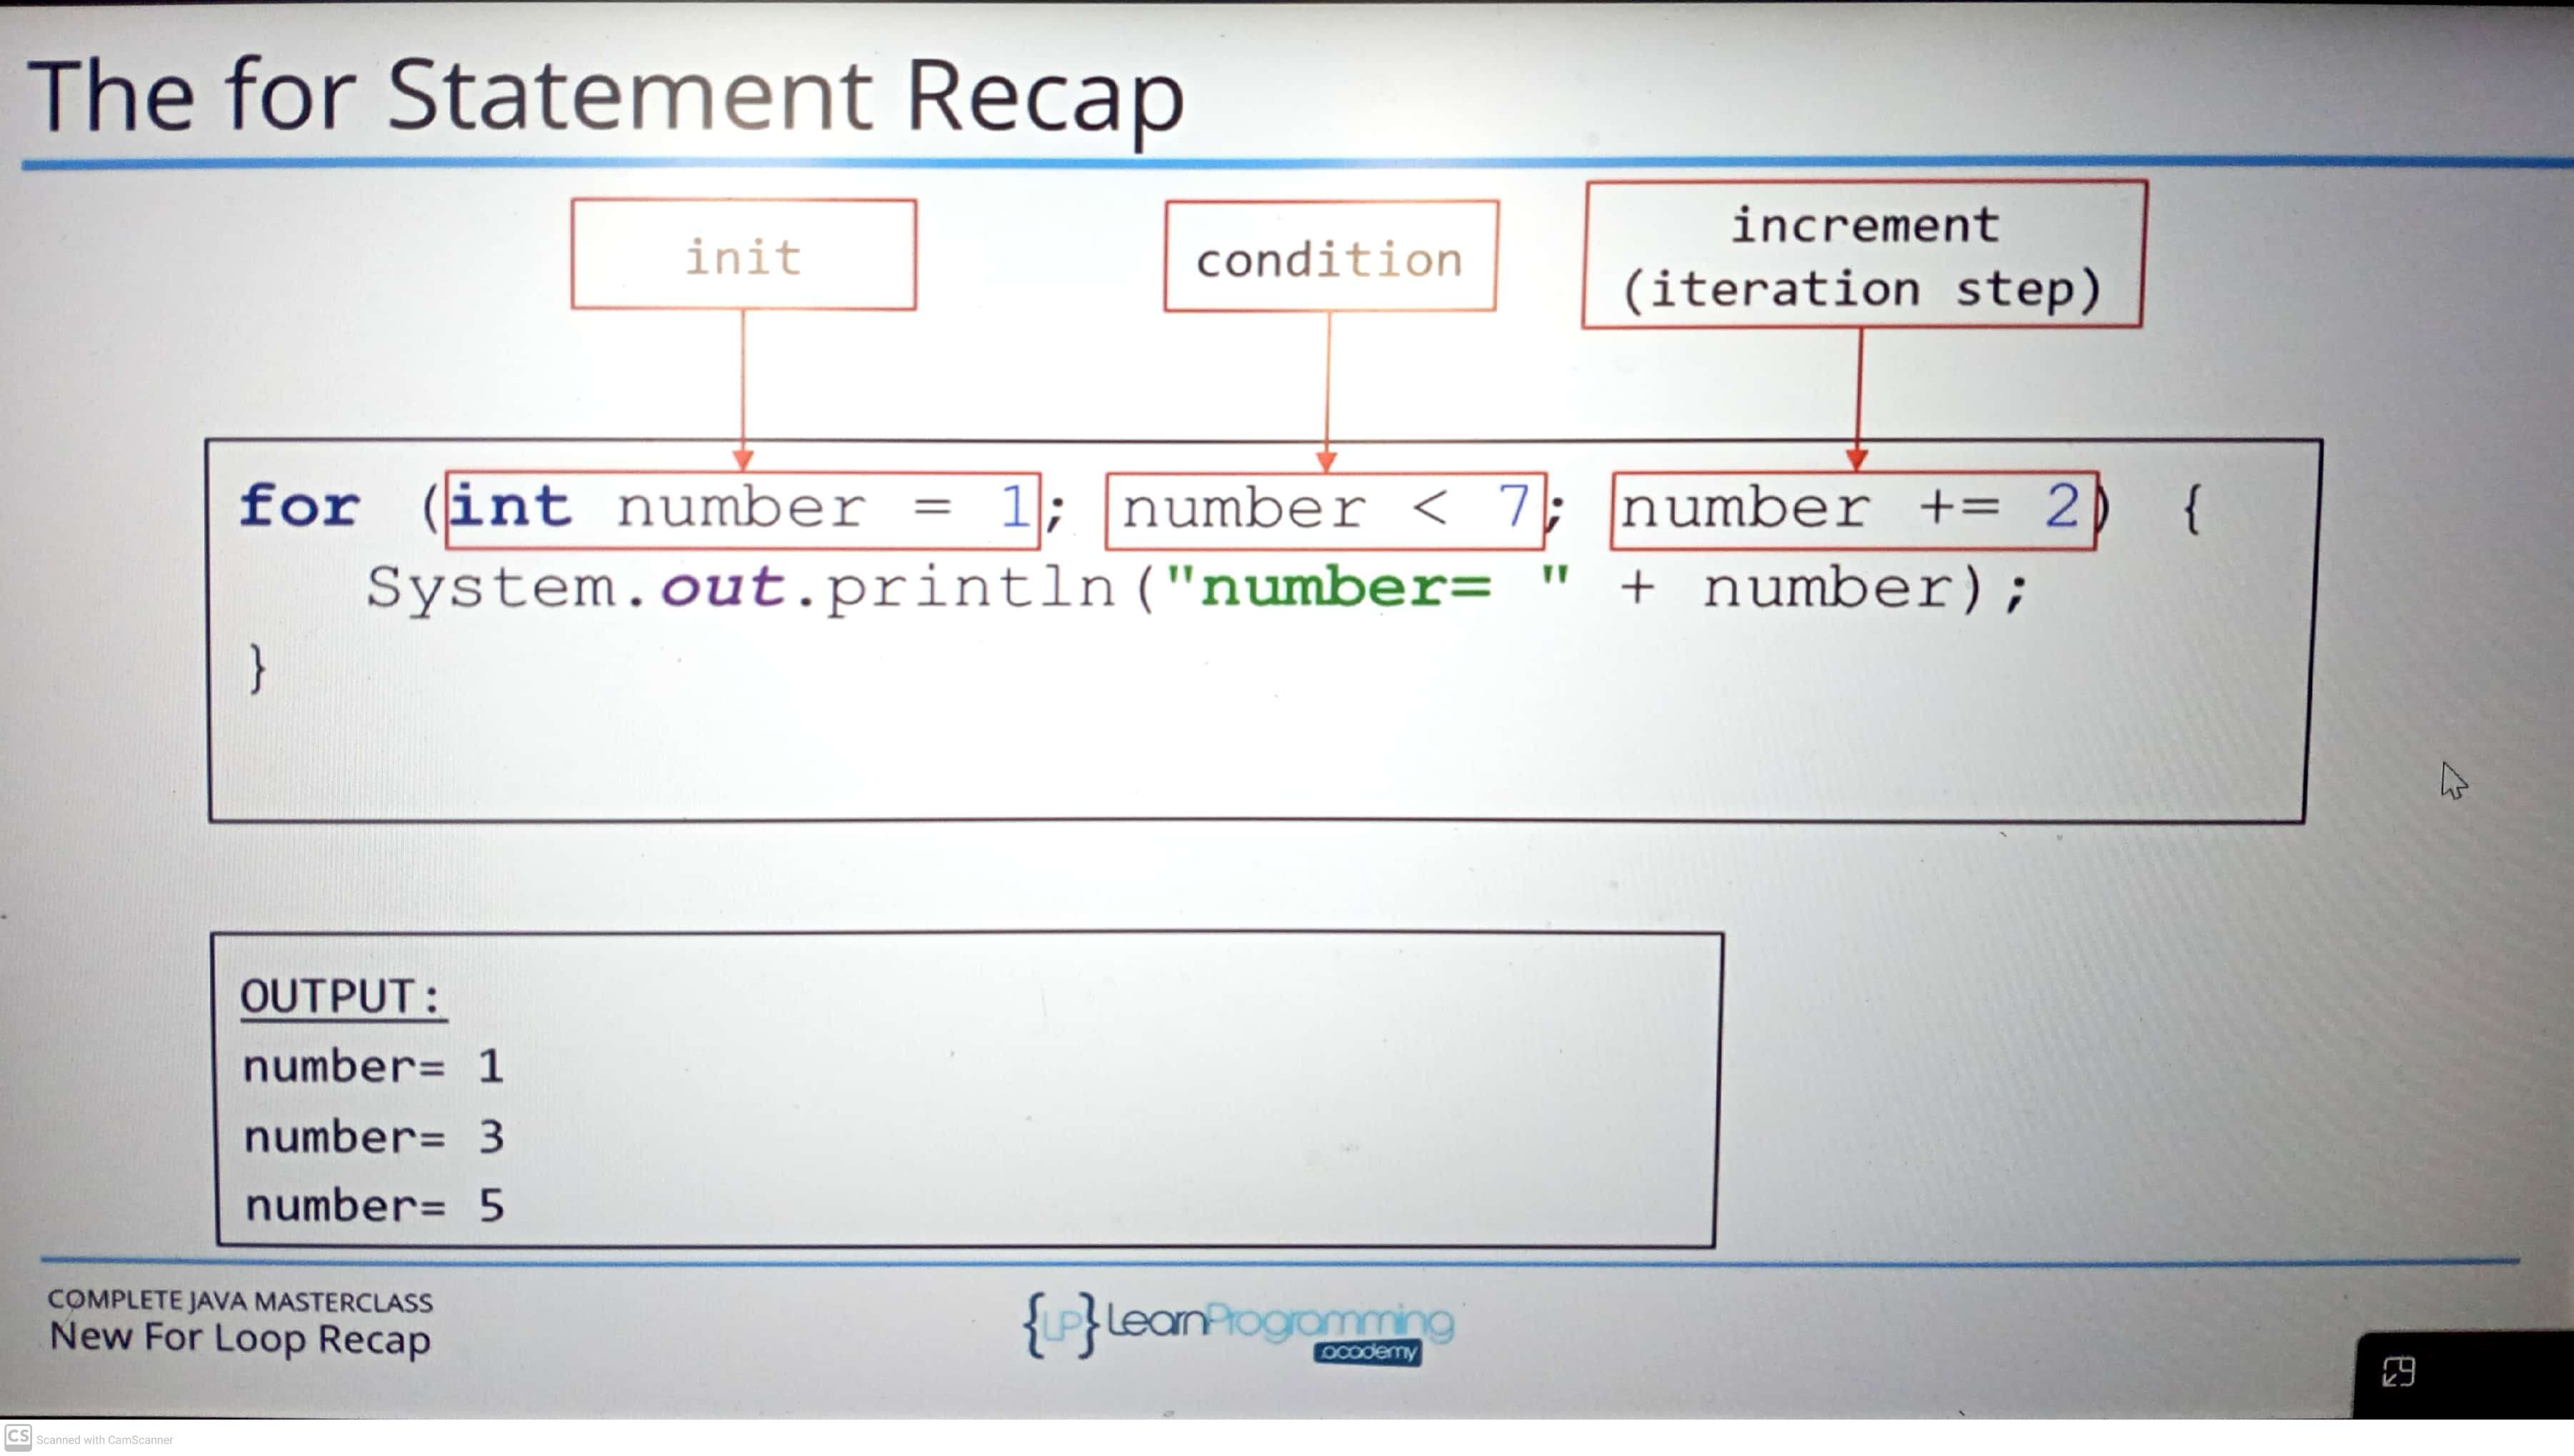 The for Statement Recap
init
condition
increment
(iteration step)
for (int number = 1; number < 7; number += 2) {
System.out.println("number= " + number);
}
OUTPUT:
number= 1
number= 3
number= 5
COMPLETE JAVA MASTERCLASS
New For Loop Recap
{LP} LearnProgramming
academy
CS Scanned with CamScanner